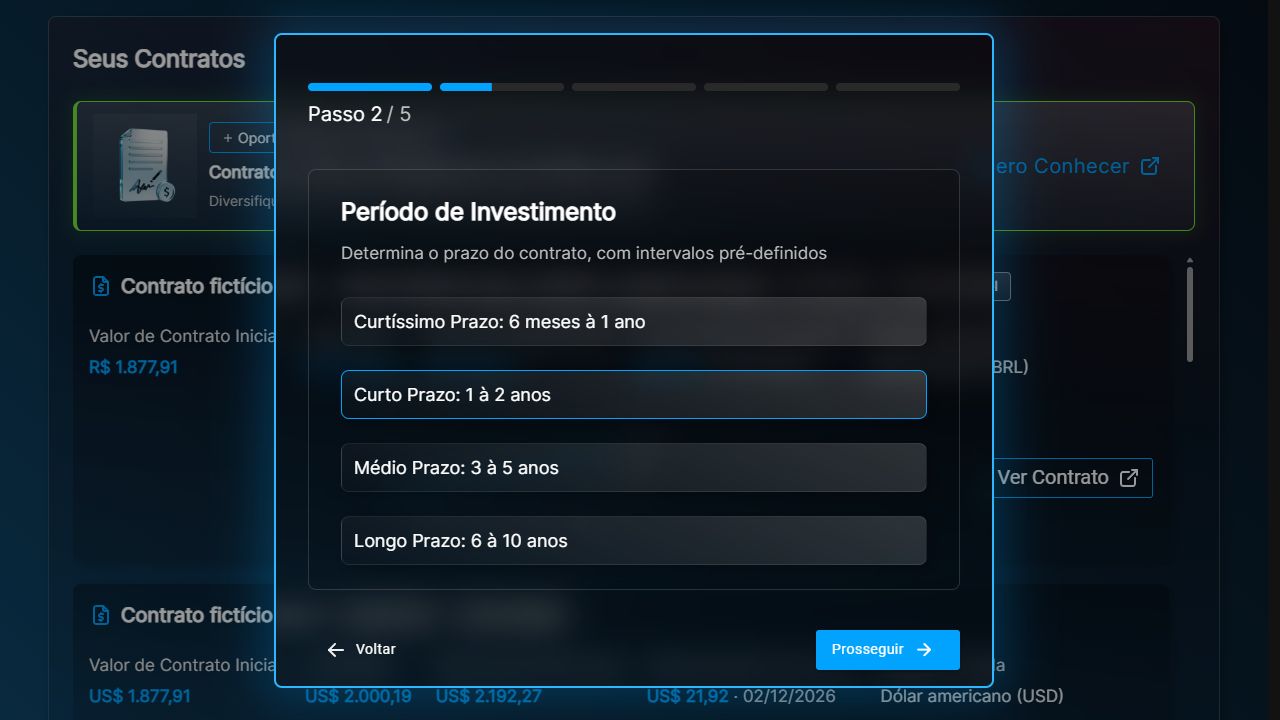 Seus Contratos
Passo 2 / 5
+ Oport
Contrato
Diversifiq
ero Conhecer
Período de Investimento
Determina o prazo do contrato, com intervalos pré-definidos
Contrato fictício
Curtíssimo Prazo: 6 meses à 1 ano
Valor de Contrato Inicia
R$ 1.877,91
BRL)
Curto Prazo: 1 à 2 anos
Médio Prazo: 3 à 5 anos
Ver Contrato
Longo Prazo: 6 à 10 anos
Contrato fictício
Voltar
Prosseguir
Valor de Contrato Inicia
US$ 1.877,91
US$ 2.000,19
US$ 2.192,27
US$ 21,92 · 02/12/2026
Dólar americano (USD)